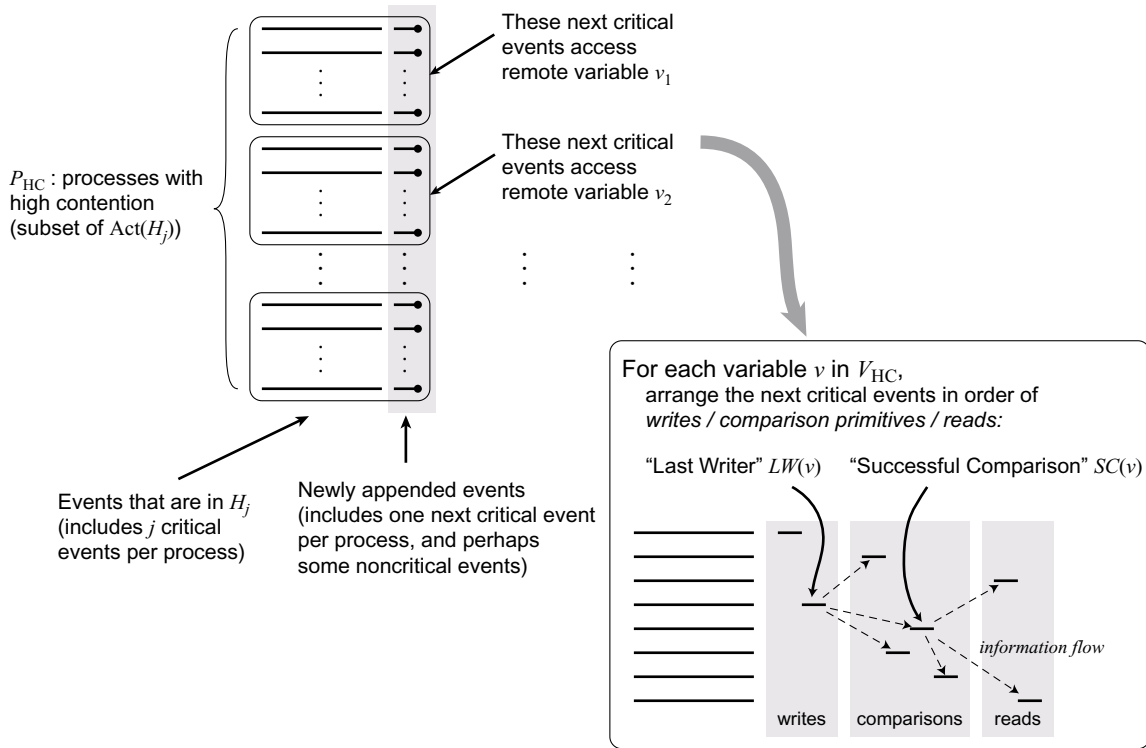 These next critical
events access
remote variable v1
These next critical
events access
remote variable v2
PHC : processes with
high contention
(subset of Act(Hj))
For each variable v in VHC,
arrange the next critical events in order of
writes / comparison primitives / reads:
“Last Writer” LW(v)
“Successful Comparison” SC(v)
Events that are in Hj
(includes j critical
events per process)
Newly appended events
(includes one next critical event
per process, and perhaps
some noncritical events)
information flow
writes
comparisons
reads